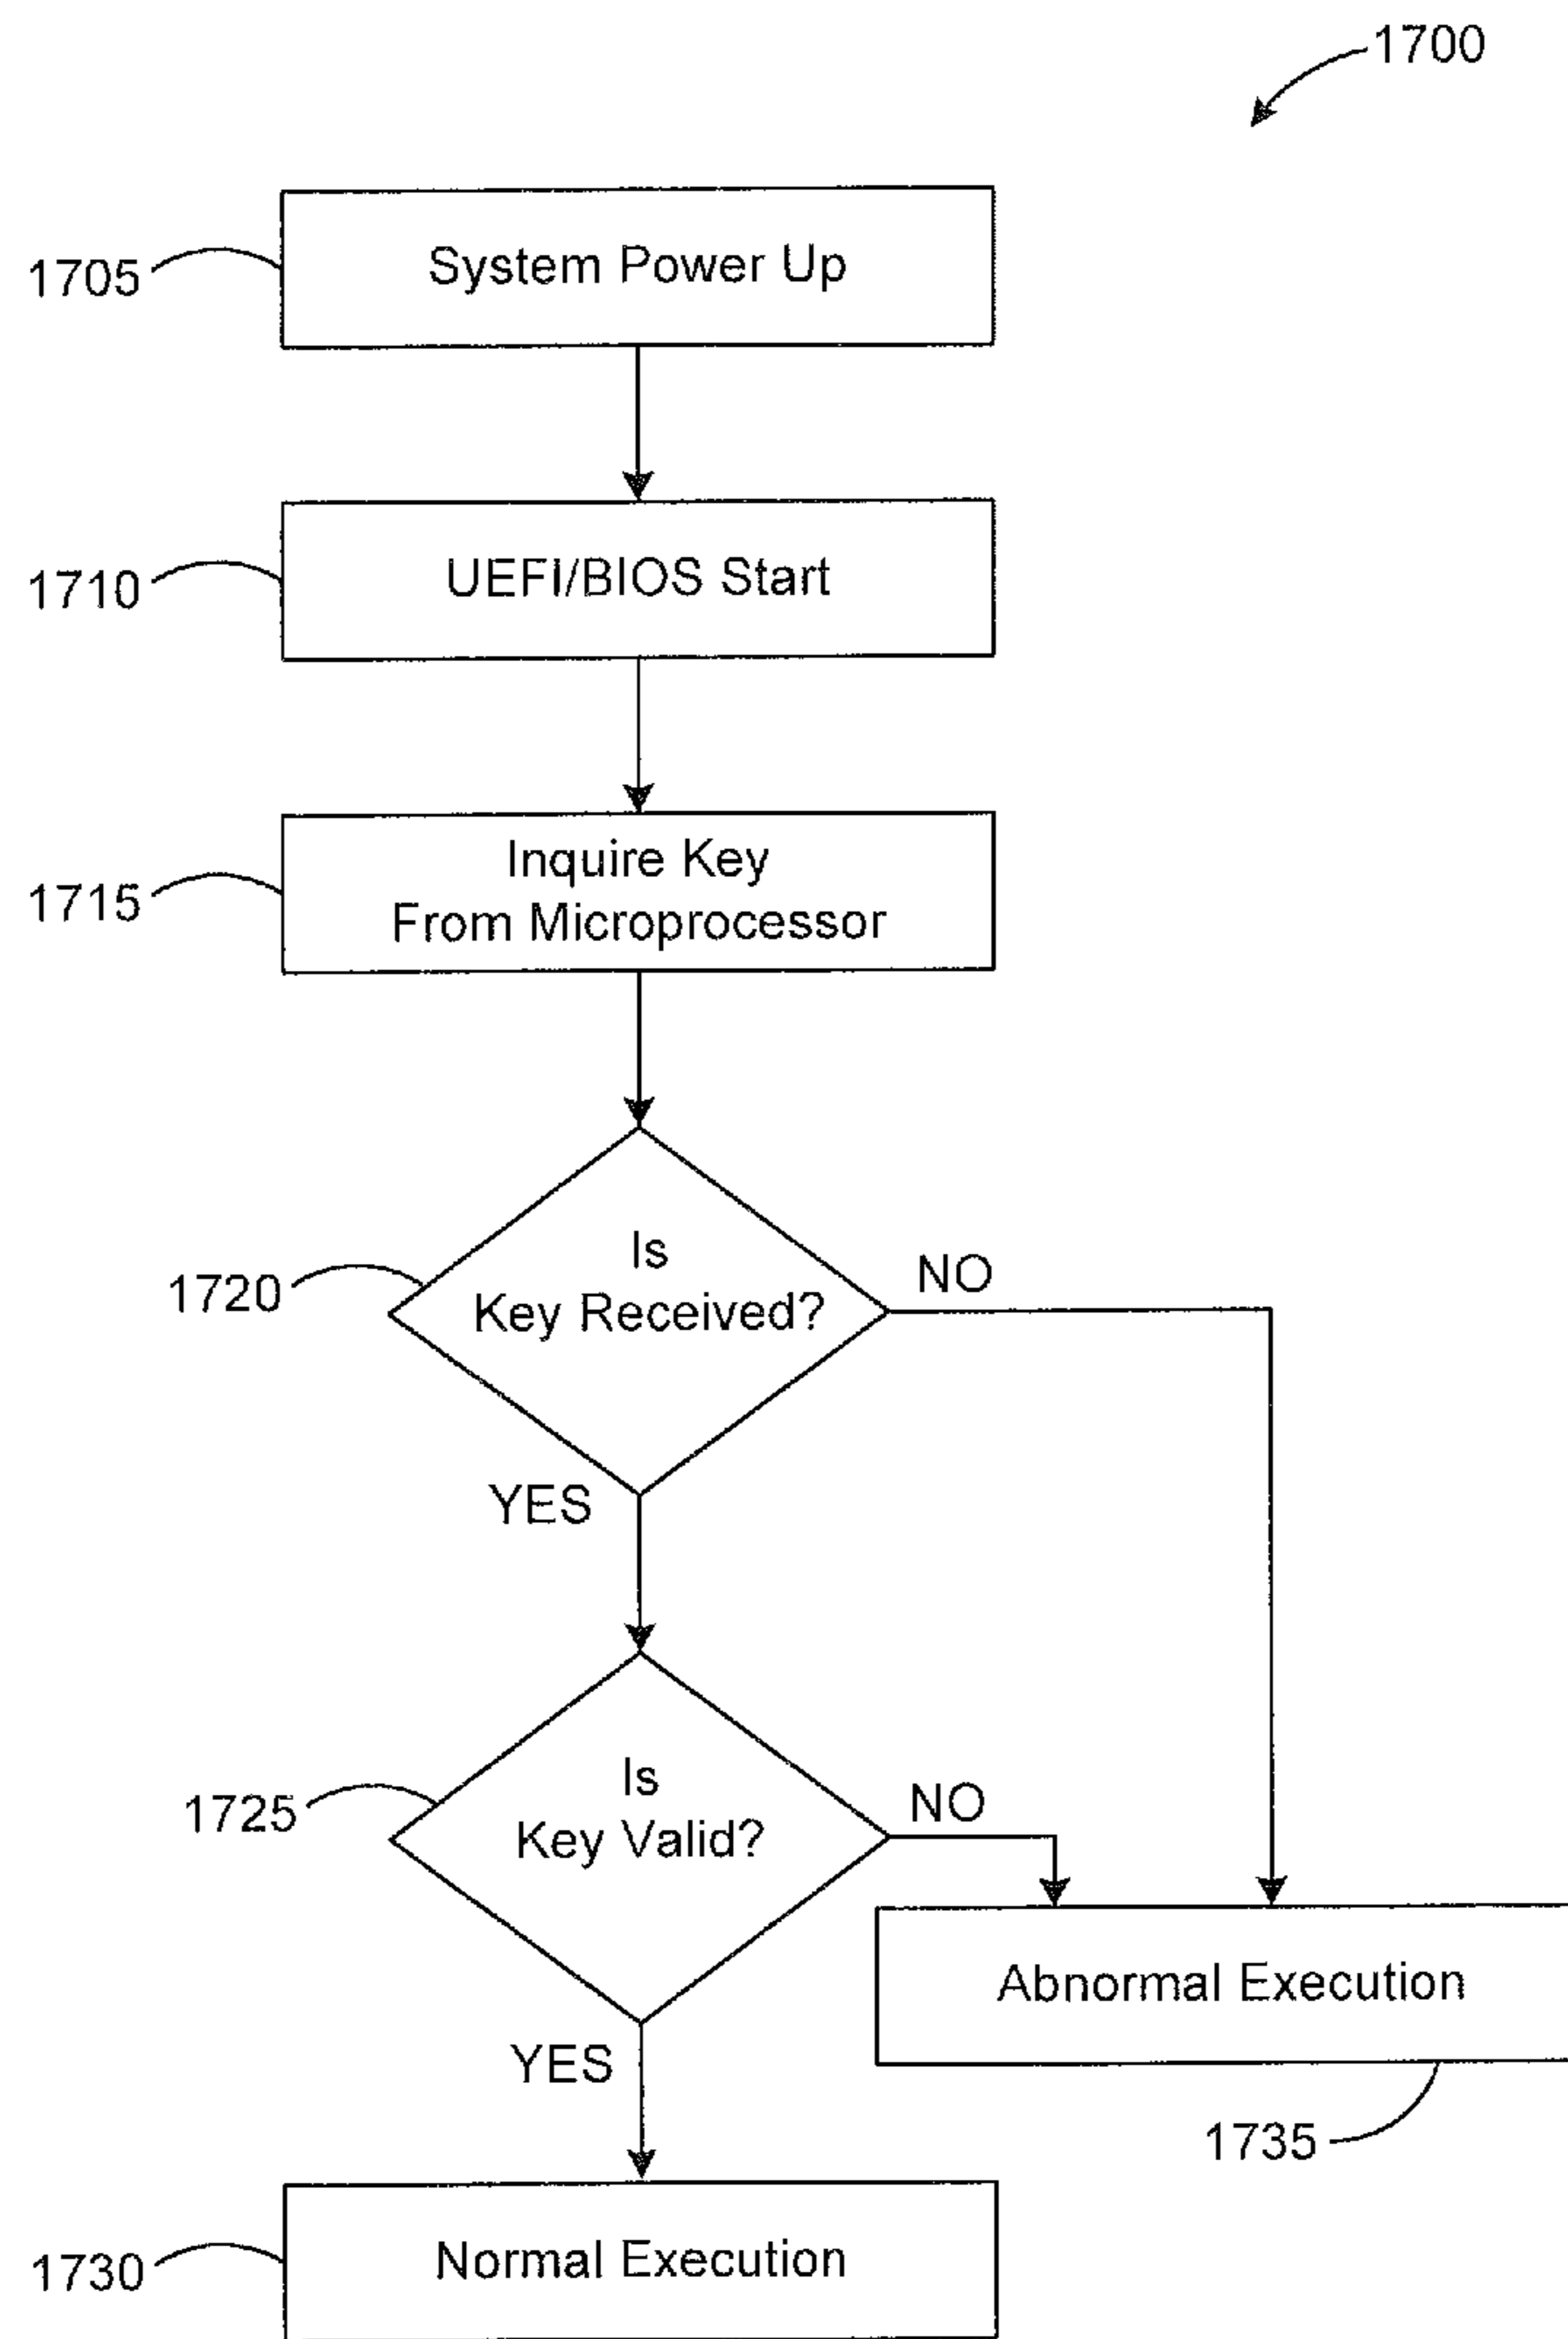 1700
1705
System Power Up
1710
UEFI/BIOS Start
1715
Inquire Key
From Microprocessor
1720
Is
Key Received?
NO
YES
1725
Is
Key Valid?
NO
Abnormal Execution
YES
1735
1730
Normal Execution